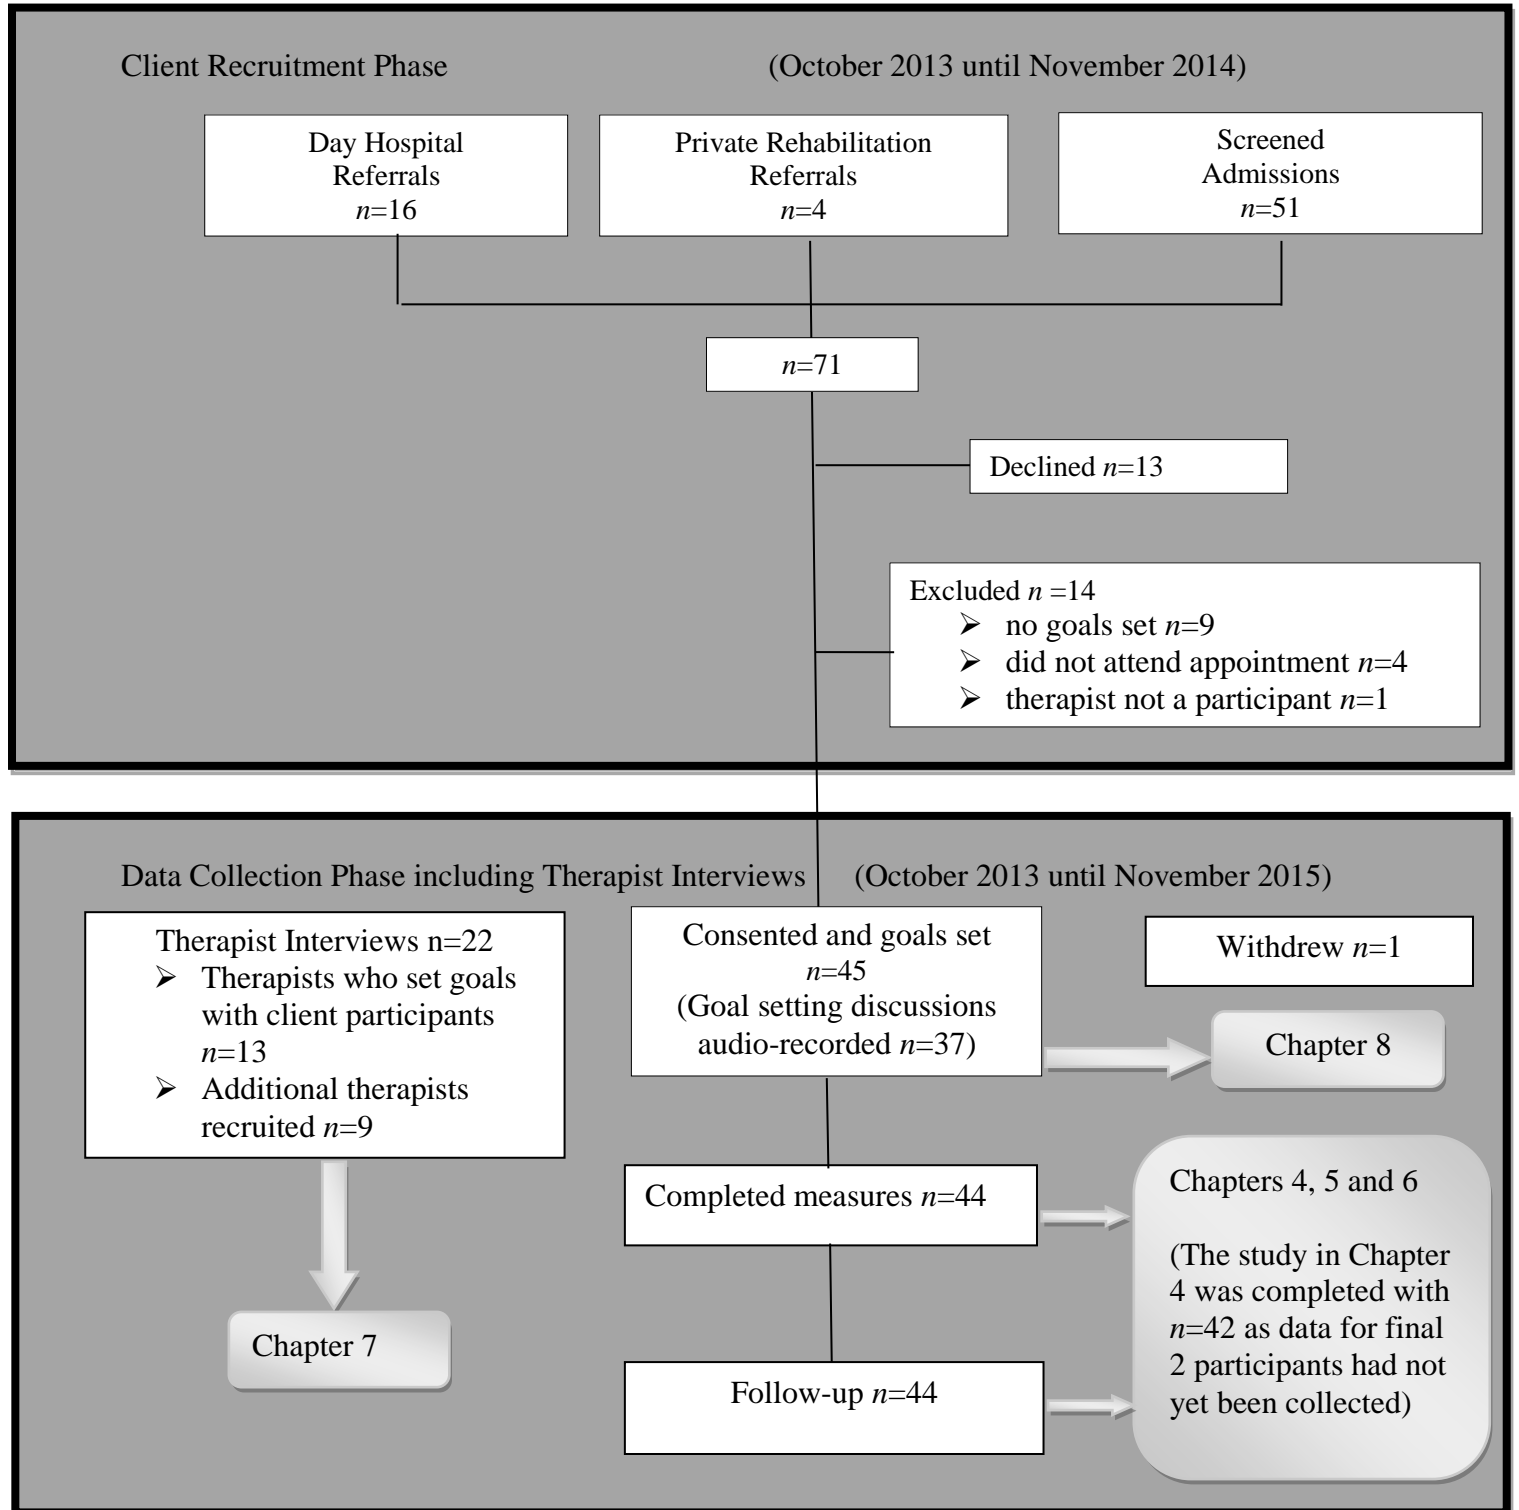 Client Recruitment Phase (October 2013 until November 2014)
Day Hospital
Referrals
n=16
Private Rehabilitation
Referrals
n=4
Screened
Admissions
n=51
n=71
Declined n=13
Excluded n =14
➢ no goals set n=9
➢ did not attend appointment n=4
➢ therapist not a participant n=1
Data Collection Phase including Therapist Interviews (October 2013 until November 2015)
Therapist Interviews n=22
➢ Therapists who set goals
with client participants
n=13
➢ Additional therapists
recruited n=9
Consented and goals set
n=45
(Goal setting discussions
audio-recorded n=37)
Withdrew n=1
Chapter 8
Completed measures n=44
Chapters 4, 5 and 6
(The study in Chapter
4 was completed with
n=42 as data for final
2 participants had not
yet been collected)
Chapter 7
Follow-up n=44